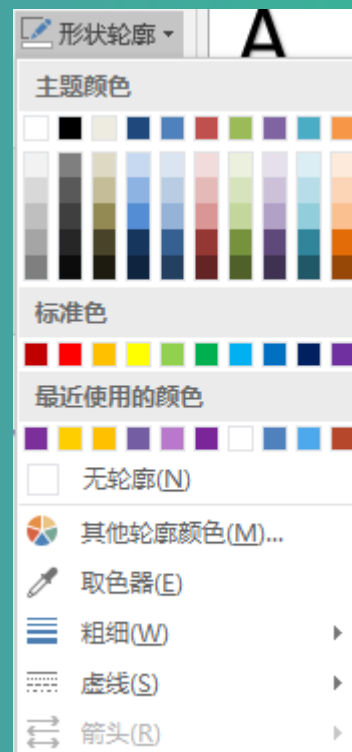 形状轮廓
A
主题颜色
标准色
最近使用的颜色
无轮廓(N)
其他轮廓颜色(M)...
取色器(E)
粗细(W)
虚线(S)
箭头(R)